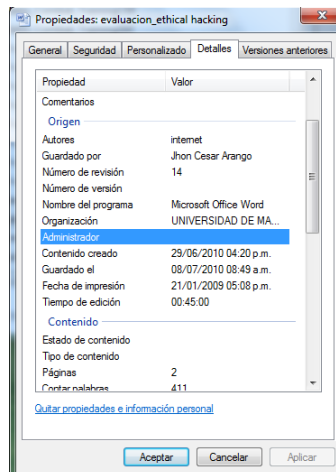 Propiedades: evaluacion_ethical hacking
General Seguridad Personalizado Detalles Versiones anteriores
Propiedad Valor
Comentarios
Origen
Autores internet
Guardado por Jhon Cesar Arango
Número de revisión 14
Número de versión
Nombre del programa Microsoft Office Word
Organización UNIVERSIDAD DE MA...
Administrador
Contenido creado 29/06/2010 04:20 p.m.
Guardado el 08/07/2010 08:49 a.m.
Fecha de impresión 21/01/2009 05:08 p.m.
Tiempo de edición 00:45:00
Contenido
Estado de contenido
Tipo de contenido
Páginas 2
Contar palabras 411
Quitar propiedades e información personal
Aceptar Cancelar Aplicar